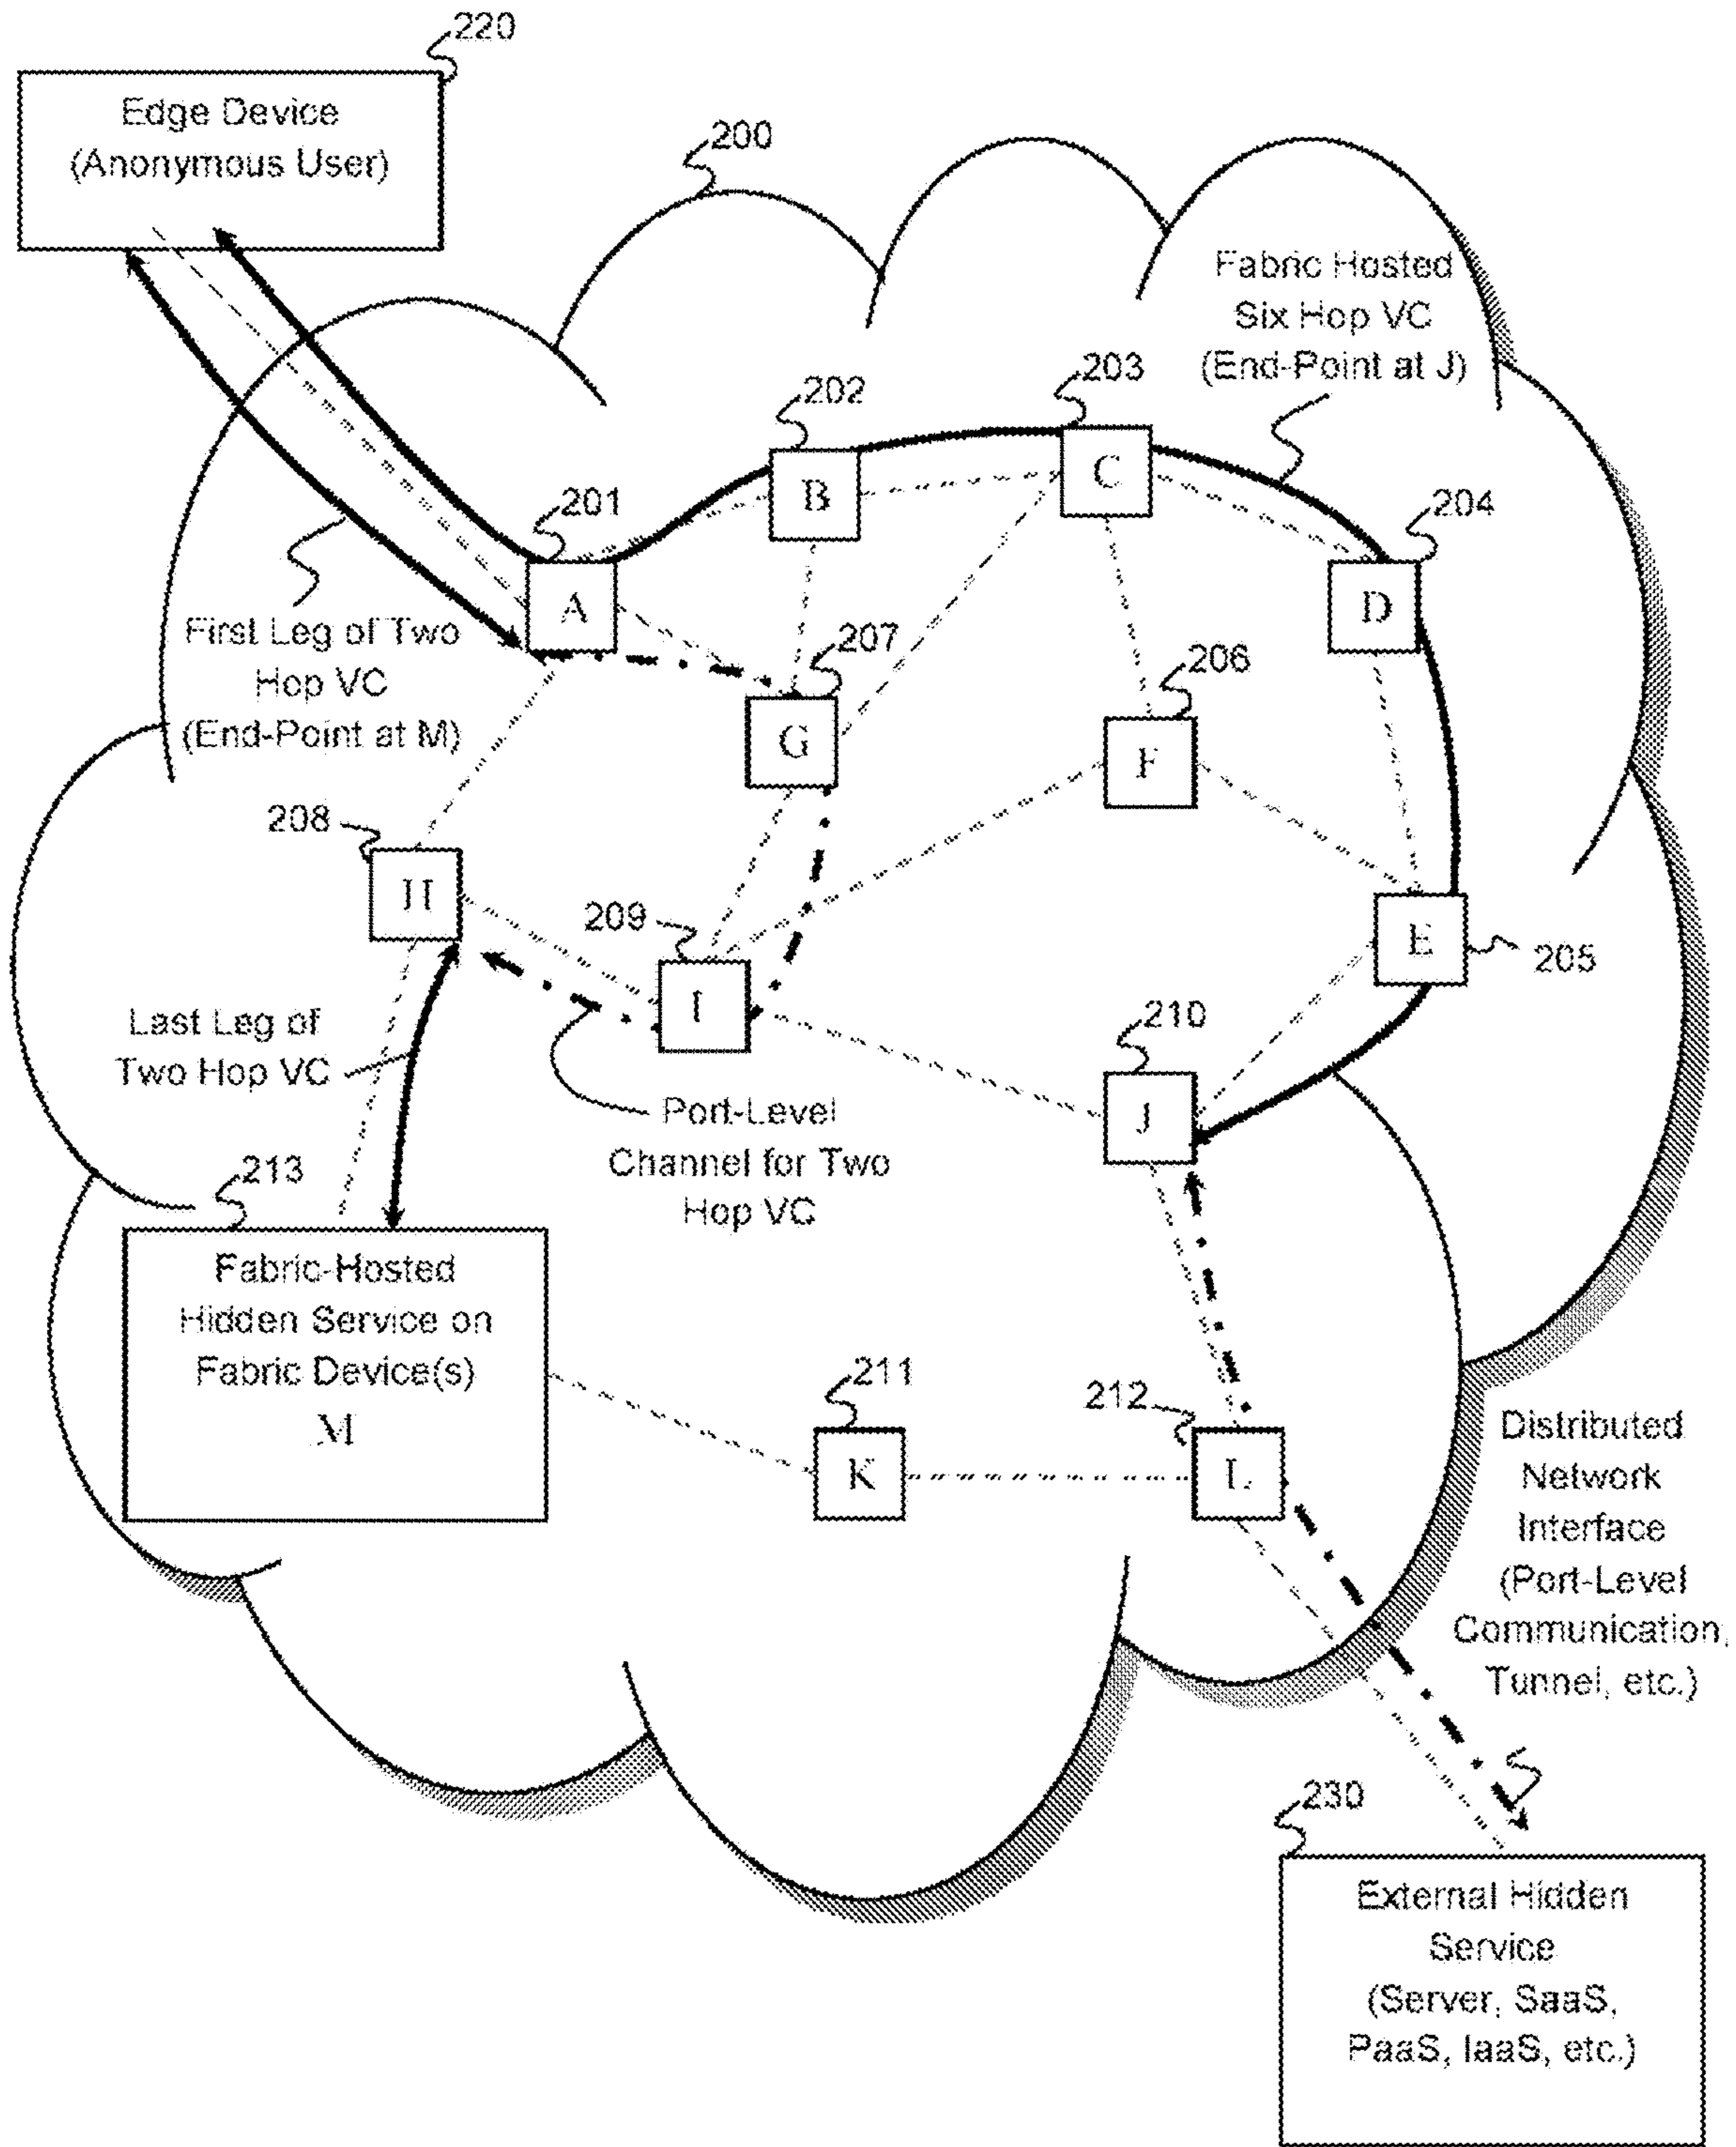 220
Edge Device
(Anonymous User)
200
Fabric Hosted
Six Hop VC
(End-Point at J)
203
202
C
B
201
204
A
D
First Leg of Two
Hop VC
(End-Point at M)
207
206
G
F
208
H
209
E
205
I
Last Leg of
Two Hop VC
210
J
Port-Level
Channel for Two
Hop VC
213
Fabric-Hosted
Hidden Service on
Fabric Device(s)
M
211
K
212
L
Distributed
Network
Interface
(Port-Level
Communication,
Tunnel, etc.)
230
External Hidden
Service
(Server, SaaS,
PaaS, IaaS, etc.)